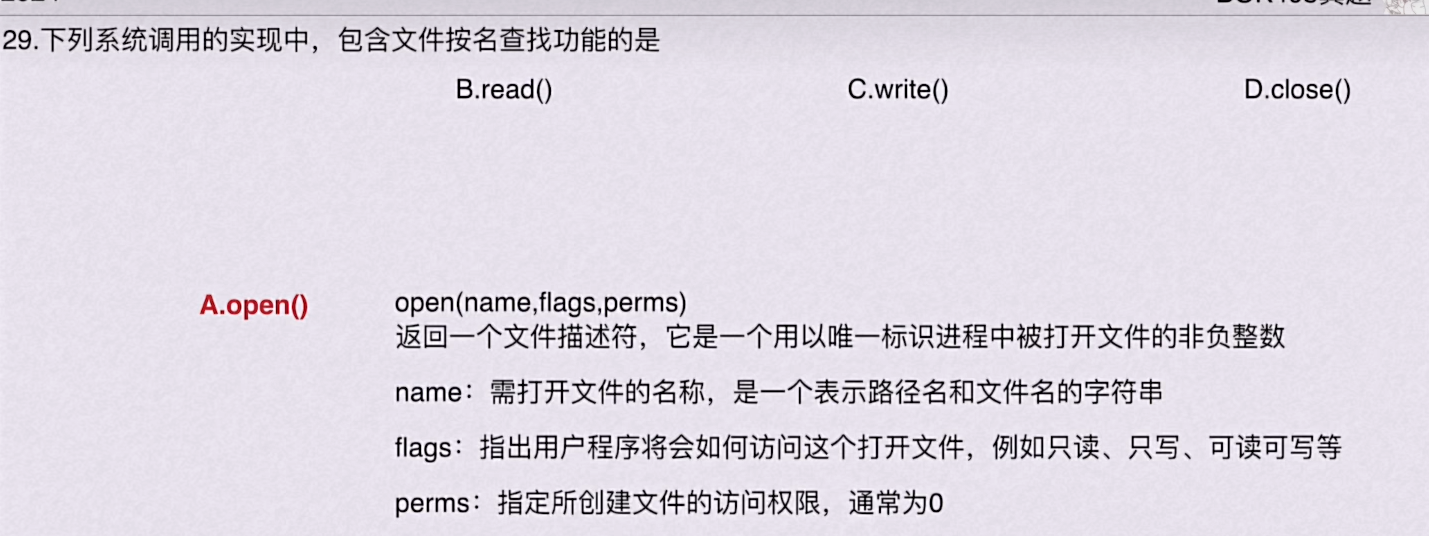 29.下列系统调用的实现中，包含文件按名查找功能的是
B.read() C.write() D.close()
A.open() open(name,flags,perms)
返回一个文件描述符，它是一个用以唯一标识进程中被打开文件的非负整数
name：需打开文件的名称，是一个表示路径名和文件名的字符串
flags：指出用户程序将会如何访问这个打开文件，例如只读、只写、可读可写等
perms：指定所创建文件的访问权限，通常为0